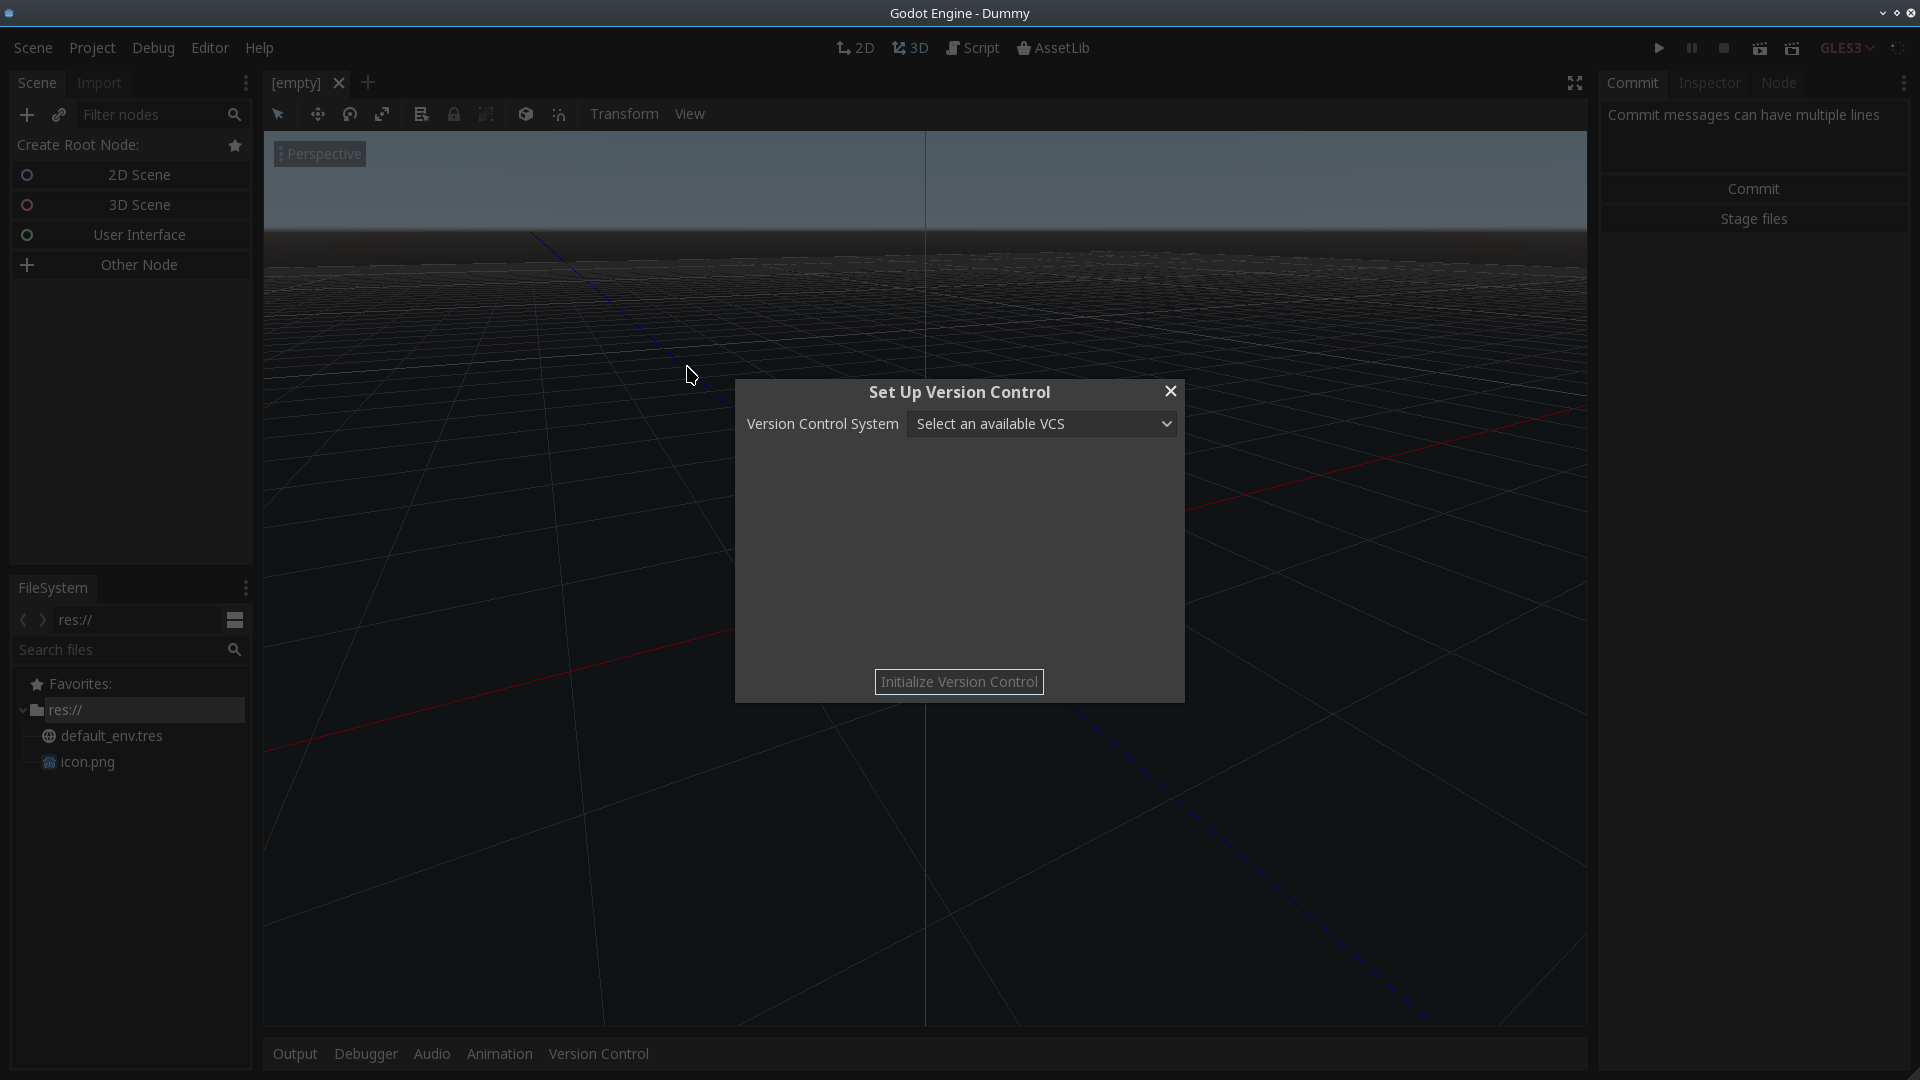 Godot Engine - Dummy
Scene Project Debug Editor Help
2D 3D Script AssetLib
GLES3
Scene Import
Filter nodes
Create Root Node:
2D Scene
3D Scene
User Interface
Other Node
FileSystem
res://
Search files
Favorites:
res://
default_env.tres
icon.png
[empty]
Transform View
Perspective
Set Up Version Control
Version Control System Select an available VCS
Initialize Version Control
Output Debugger Audio Animation Version Control
Commit Inspector Node
Commit messages can have multiple lines
Commit
Stage files